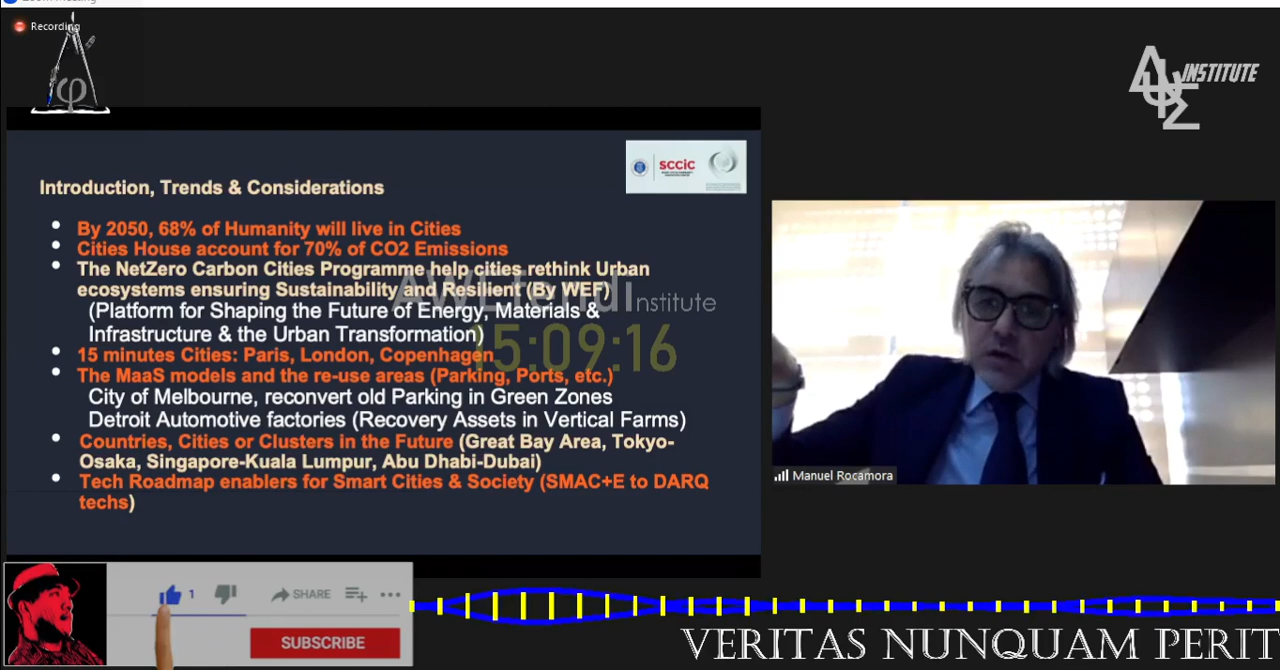 Recording
INSTITUTE
SCCiC
Introduction, Trends & Considerations
By 2050, 68% of Humanity will live in Cities
Cities House account for 70% of CO2 Emissions
The NetZero Carbon Cities Programme help cities rethink Urban
ecosystems ensuring Sustainability and Resilient (By WEF)
(Platform for Shaping the Future of Energy, Materials &
Infrastructure & the Urban Transformation)
15 minutes Cities: Paris, London, Copenhagen
The MaaS models and the re-use areas (Parking, Ports, etc.)
City of Melbourne, reconvert old Parking in Green Zones
Detroit Automotive factories (Recovery Assets in Vertical Farms)
Countries, Cities or Clusters in the Future (Great Bay Area, Tokyo-
Osaka, Singapore-Kuala Lumpur, Abu Dhabi-Dubai)
Tech Roadmap enablers for Smart Cities & Society (SMAC+E to DARQ
techs)
AWEffendi Institute
15:09:16
Manuel Rocamora
1
SHARE
SUBSCRIBE
VERITAS NUNQUAM PERIT